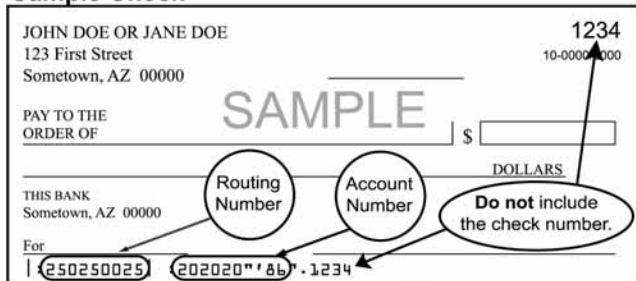 Sample Check
JOHN DOE OR JANE DOE
123 First Street
Sometown, AZ 00000
1234
PAY TO THE
ORDER OF
SAMPLE
$
DOLLARS
THIS BANK
Sometown, AZ 00000
Routing
Number
Account
Number
Do not include
the check number.
For
250250025
202020"'86".1234